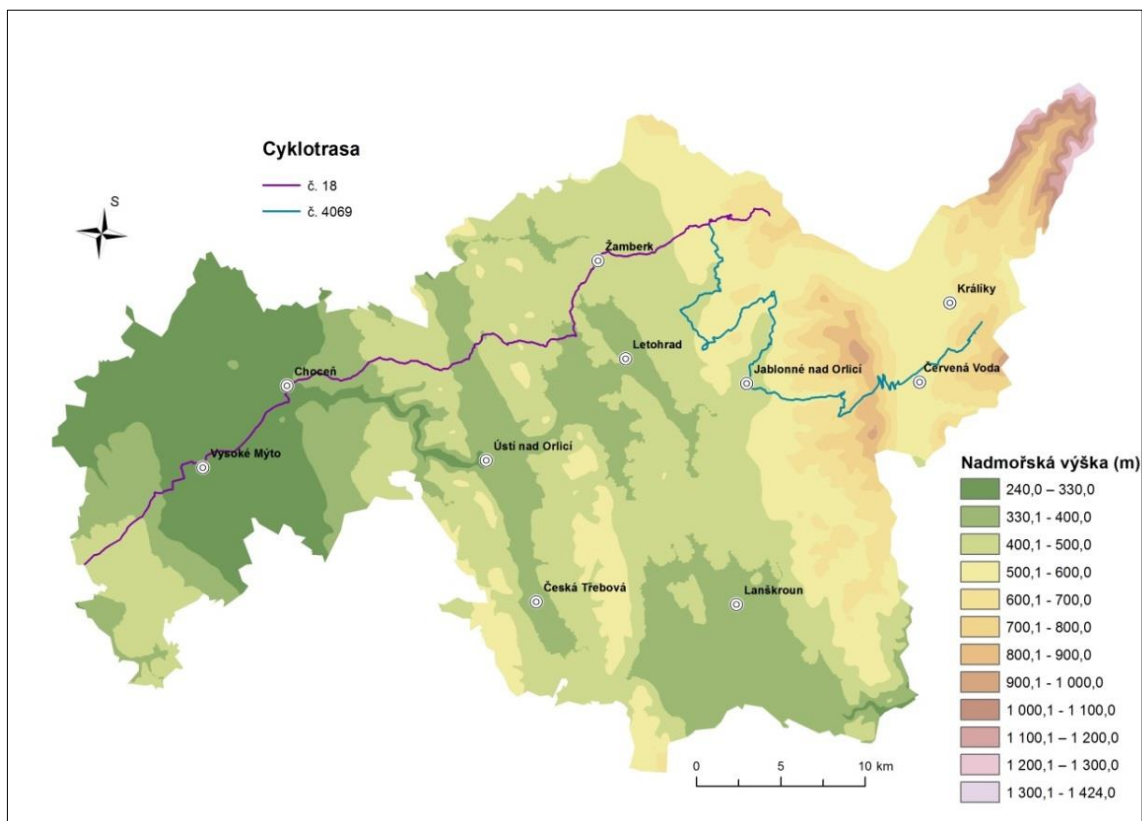 Cyklotrasa
č. 18
č. 4069
S
Žamberk
Králíky
Letohrad
Choceň
Jablonné nad Orlicí
Červená Voda
Vysoké Mýto
Ústí nad Orlicí
Česká Třebová
Lanškroun
Nadmořská výška (m)
240,0 – 330,0
330,1 - 400,0
400,1 - 500,0
500,1 - 600,0
600,1 - 700,0
700,1 - 800,0
800,1 - 900,0
900,1 - 1 000,0
1 000,1 - 1 100,0
1 100,1 – 1 200,0
1 200,1 – 1 300,0
1 300,1 - 1 424,0
0 5 10 km